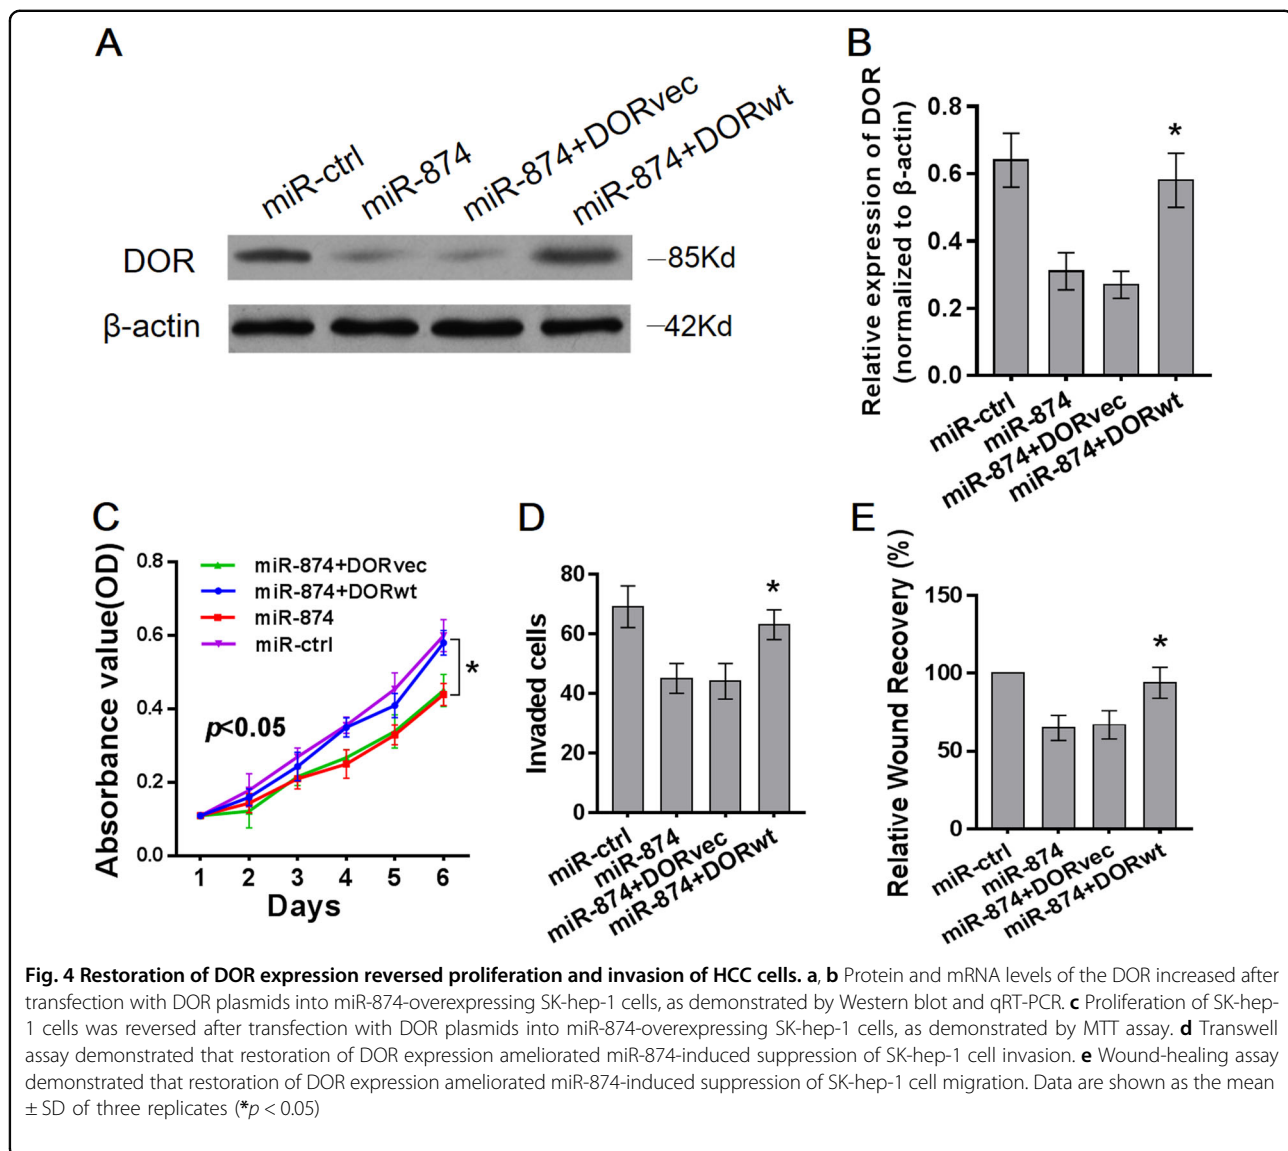 A
miR-ctrl
miR-874
miR-874+DORvec
miR-874+DORwt
DOR
–85Kd
β-actin
–42Kd
B
Relative expression of DOR
(normalized to β-actin)
0.8
0.6
0.4
0.2
0.0
*
miR-ctrl
miR-874
miR-874+DORvec
miR-874+DORwt
C
Absorbance value(OD)
0.8
0.6
0.4
0.2
0.0
miR-874+DORvec
miR-874+DORwt
miR-874
miR-ctrl
*
p<0.05
1 2 3 4 5 6
Days
D
Invaded cells
80
60
40
20
0
*
miR-ctrl
miR-874
miR-874+DORvec
miR-874+DORwt
E
Relative Wound Recovery (%)
150
100
50
0
*
miR-ctrl
miR-874
miR-874+DORvec
miR-874+DORwt
Fig. 4 Restoration of DOR expression reversed proliferation and invasion of HCC cells. a, b Protein and mRNA levels of the DOR increased after
transfection with DOR plasmids into miR-874-overexpressing SK-hep-1 cells, as demonstrated by Western blot and qRT-PCR. c Proliferation of SK-hep-
1 cells was reversed after transfection with DOR plasmids into miR-874-overexpressing SK-hep-1 cells, as demonstrated by MTT assay. d Transwell
assay demonstrated that restoration of DOR expression ameliorated miR-874-induced suppression of SK-hep-1 cell invasion. e Wound-healing assay
demonstrated that restoration of DOR expression ameliorated miR-874-induced suppression of SK-hep-1 cell migration. Data are shown as the mean
± SD of three replicates (*p < 0.05)